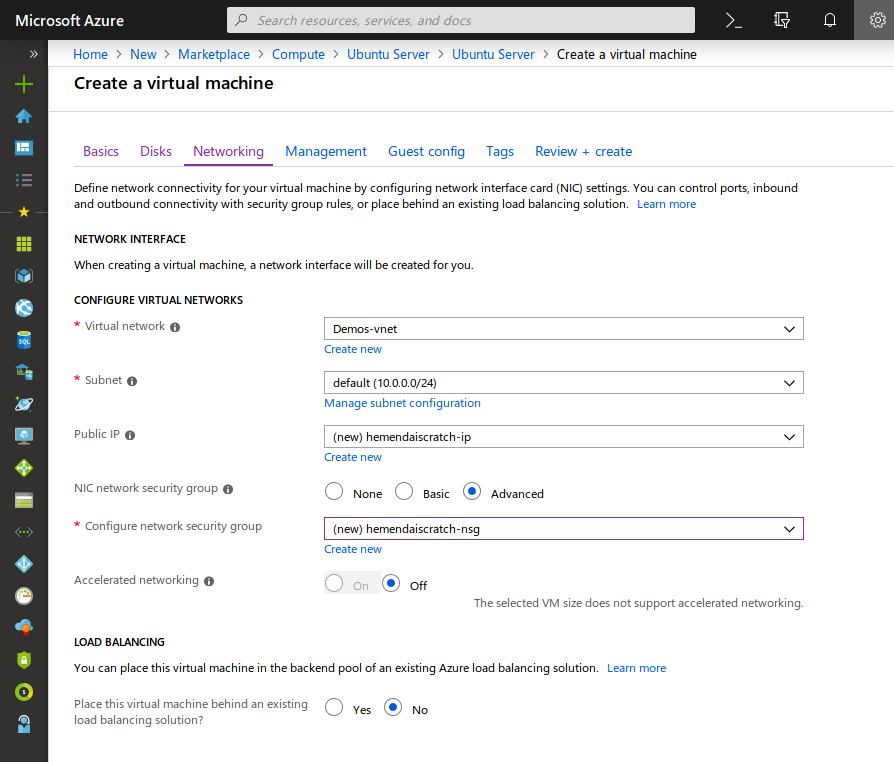 Microsoft Azure
Search resources, services, and docs
Home > New > Marketplace > Compute > Ubuntu Server > Ubuntu Server > Create a virtual machine
Create a virtual machine
Basics Disks Networking Management Guest config Tags Review + create
Define network connectivity for your virtual machine by configuring network interface card (NIC) settings. You can control ports, inbound
and outbound connectivity with security group rules, or place behind an existing load balancing solution. Learn more
NETWORK INTERFACE
When creating a virtual machine, a network interface will be created for you.
CONFIGURE VIRTUAL NETWORKS
* Virtual network
Demos-vnet
Create new
* Subnet
default (10.0.0.0/24)
Manage subnet configuration
Public IP
(new) hemendaiscratch-ip
Create new
NIC network security group
None Basic Advanced
* Configure network security group
(new) hemendaiscratch-nsg
Create new
Accelerated networking
On Off
The selected VM size does not support accelerated networking.
LOAD BALANCING
You can place this virtual machine in the backend pool of an existing Azure load balancing solution. Learn more
Place this virtual machine behind an existing
load balancing solution?
Yes No
SQL